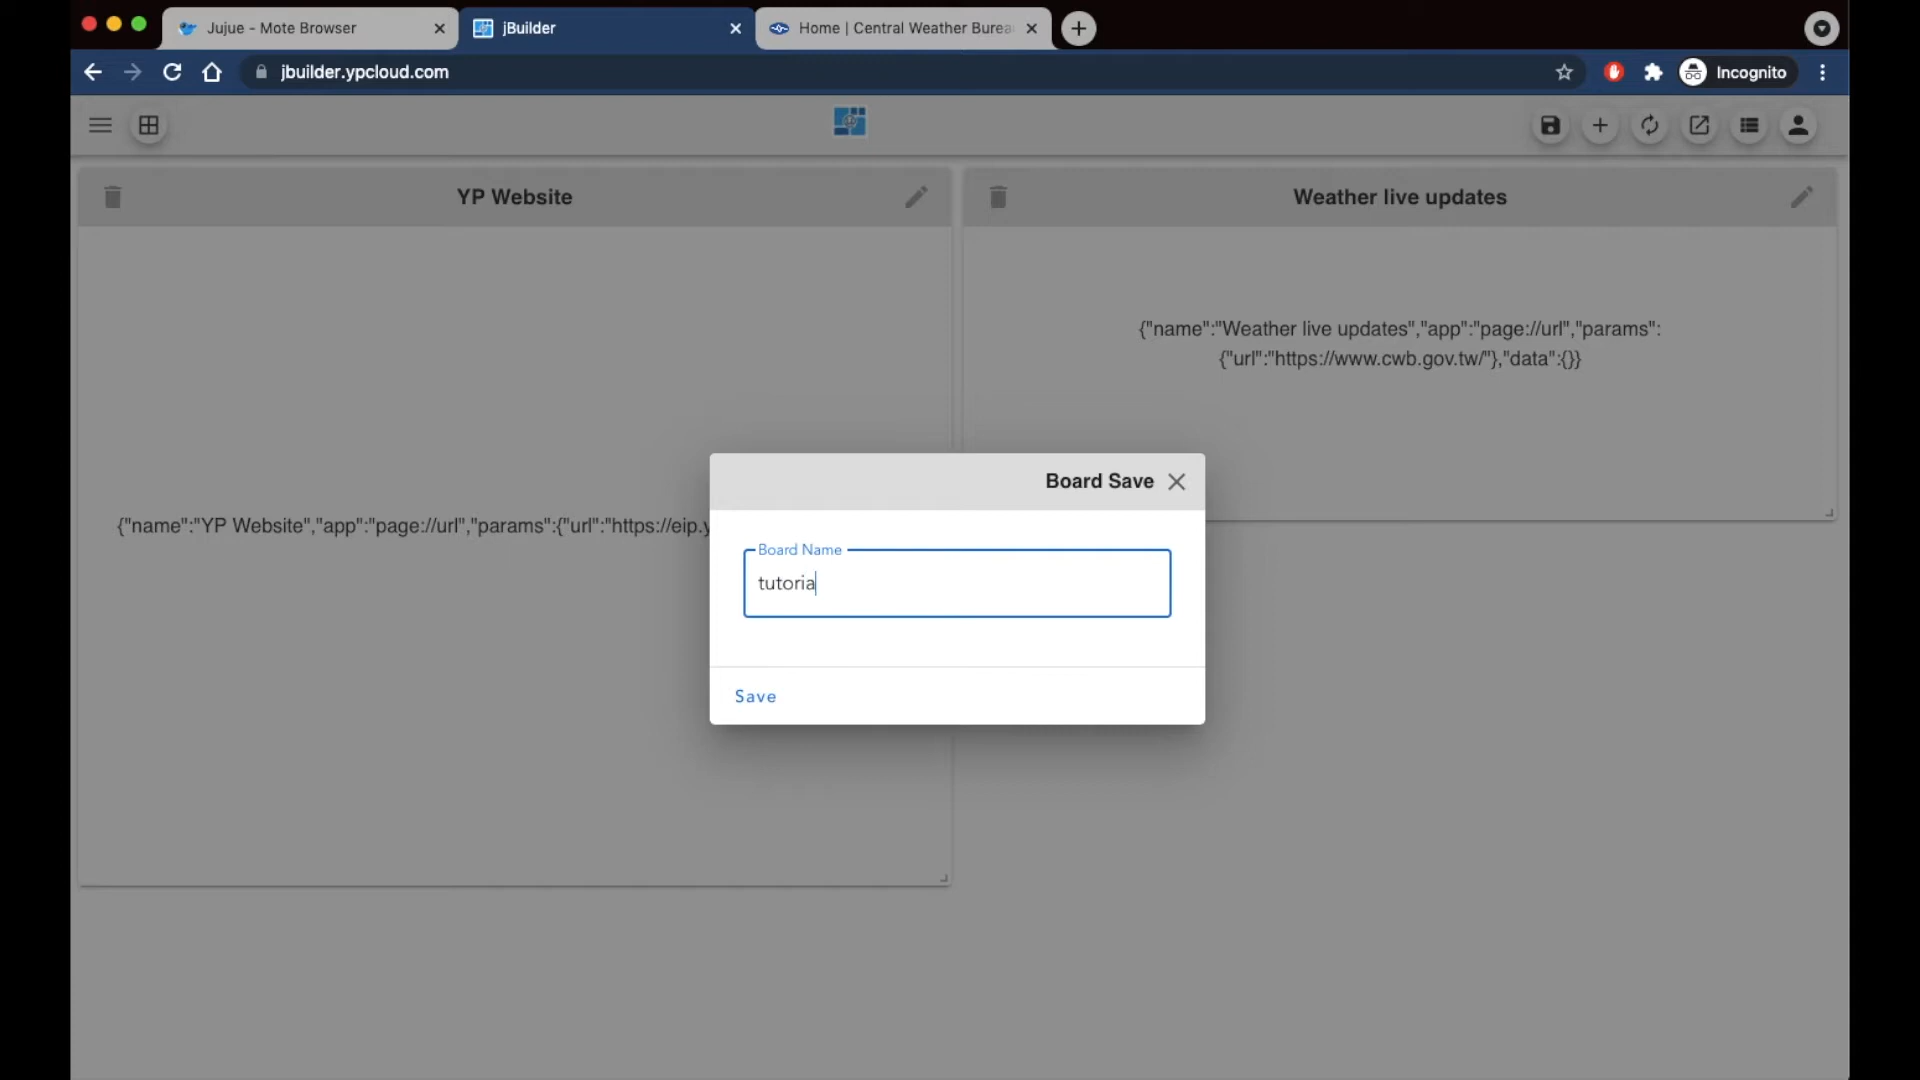 Jujue - Mote Browser
jBuilder
Home | Central Weather Burea
jbuilder.ypcloud.com
Incognito
YP Website
Weather live updates
{"name":"Weather live updates","app":"page://url","params":
{"url":"https://www.cwb.gov.tw/"},"data":{}}
{"name":"YP Website","app":"page://url","params":{"url":"https://eip.y
Board Save
Board Name
tutoria
Save